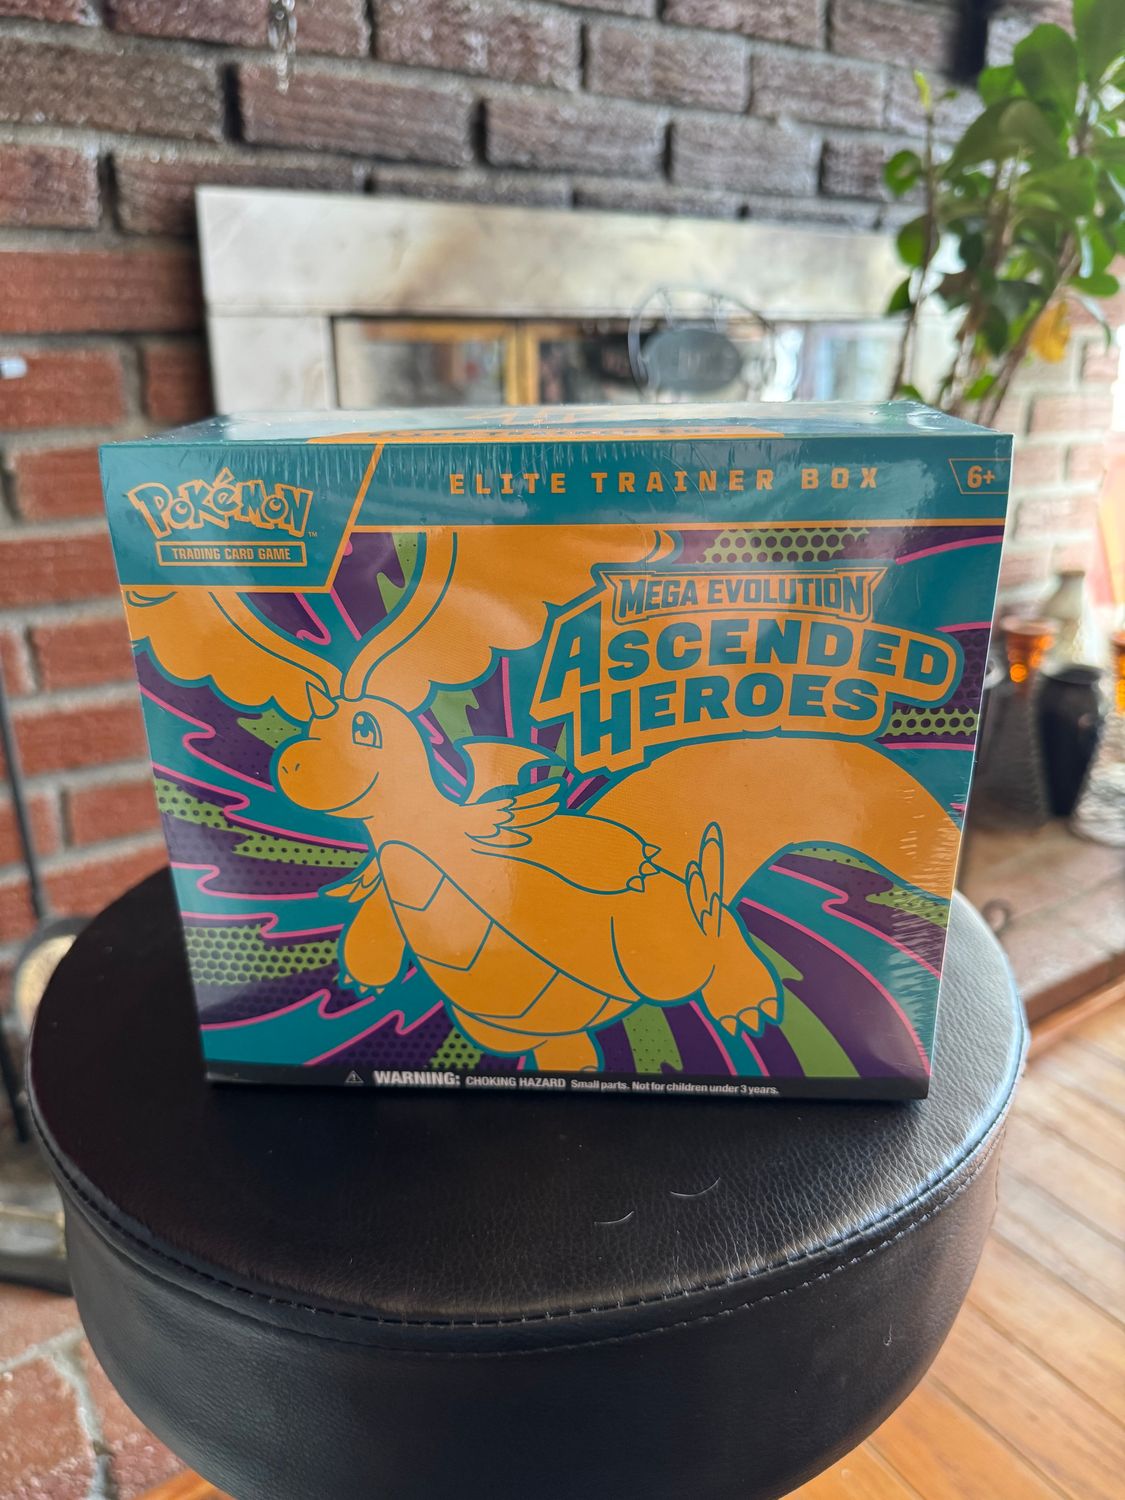 ELITE TRAINER BOX
6+
POKéMON™
TRADING CARD GAME
MEGA EVOLUTION
ASCENDED
HEROES
⚠ WARNING: CHOKING HAZARD Small parts. Not for children under 3 years.